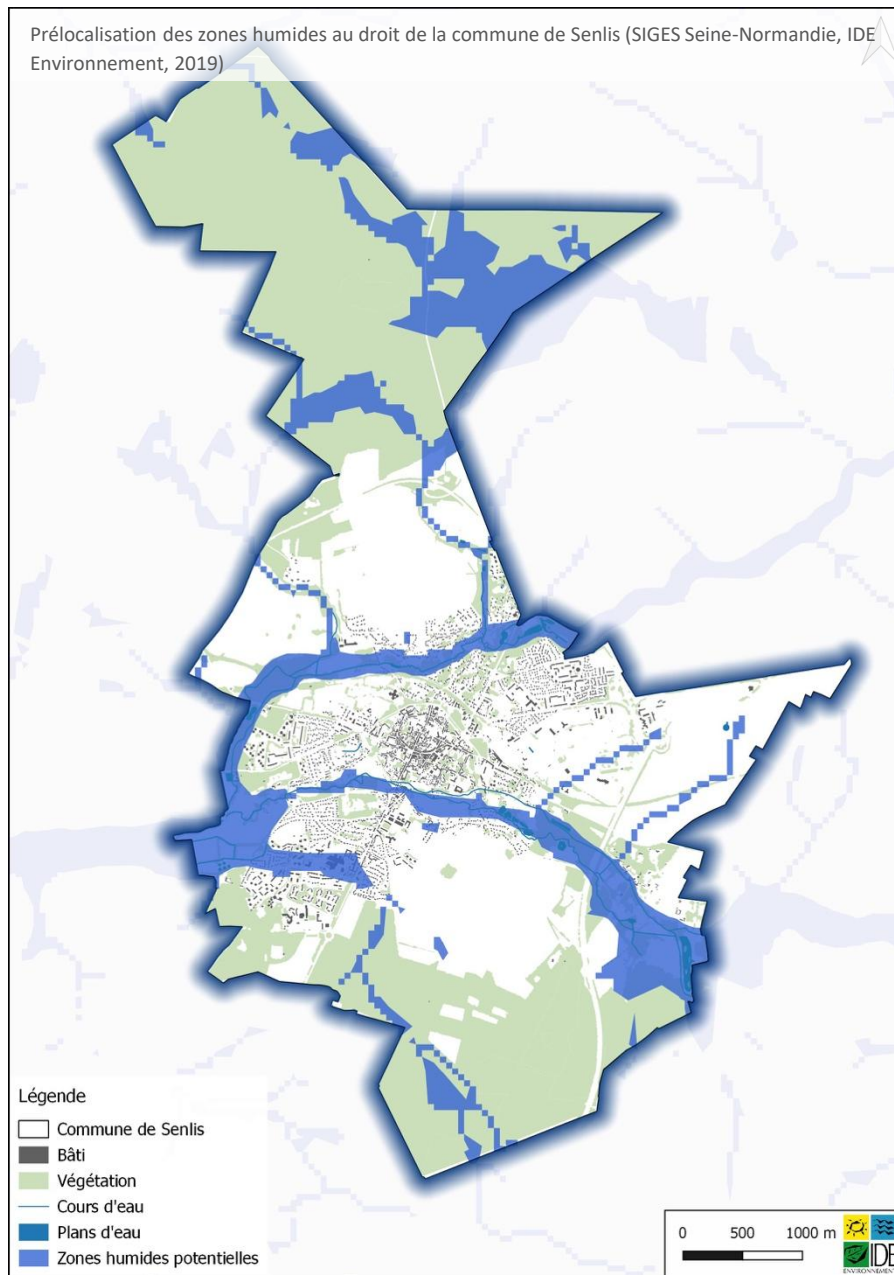 Prélocalisation des zones humides au droit de la commune de Senlis (SIGES Seine-Normandie, IDE
Environnement, 2019)
Légende
Commune de Senlis
Bâti
Végétation
Cours d'eau
Plans d'eau
Zones humides potentielles
0 500 1000 m
IDE
ENVIRONNEMENT